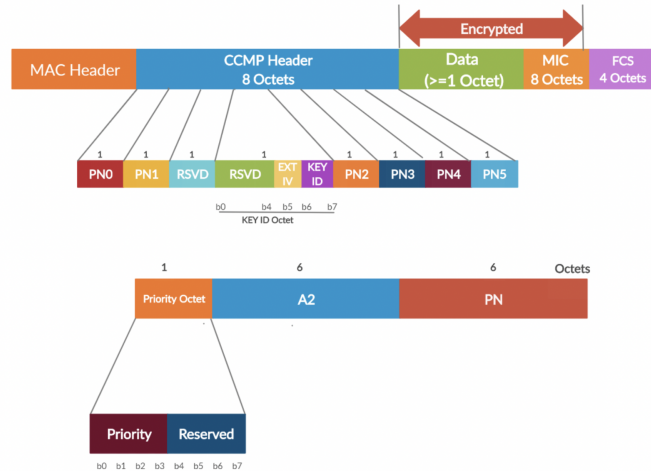 Encrypted
MAC Header
CCMP Header
8 Octets
Data
(>=1 Octet)
MIC
8 Octets
FCS
4 Octets
1 1 1 1 1 1 1 1
PN0 PN1 RSVD RSVD EXT IV KEY ID PN2 PN3 PN4 PN5
b0 b4 b5 b6 b7
KEY ID Octet
1 6 6 Octets
Priority Octet A2 PN
Priority Reserved
b0 b1 b2 b3 b4 b5 b6 b7